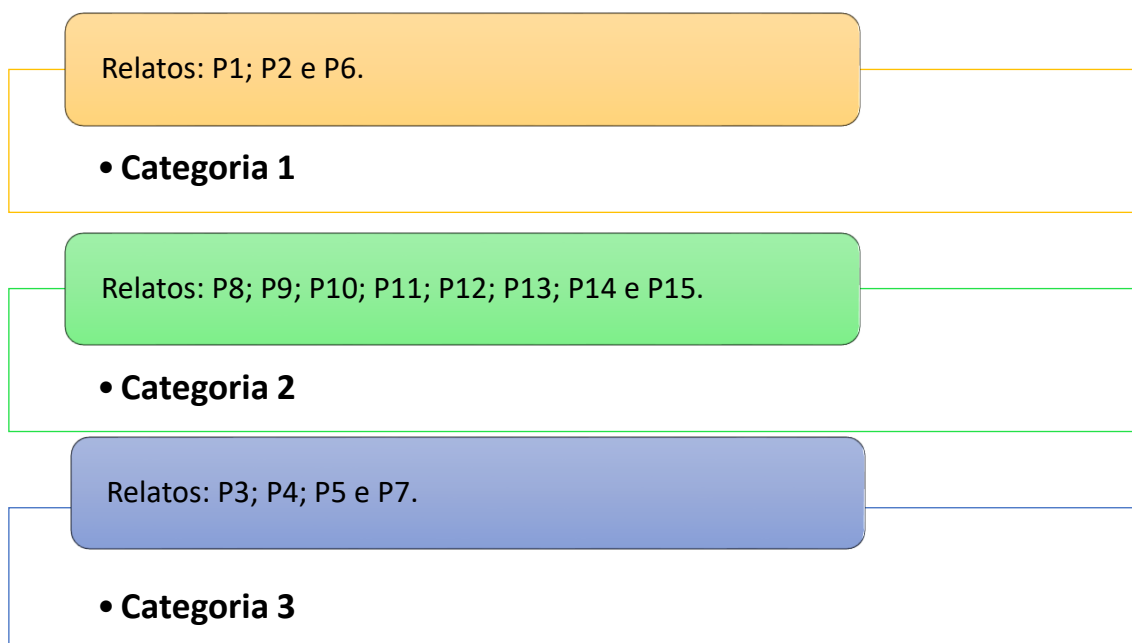 Relatos: P1; P2 e P6.
• Categoria 1
Relatos: P8; P9; P10; P11; P12; P13; P14 e P15.
• Categoria 2
Relatos: P3; P4; P5 e P7.
• Categoria 3